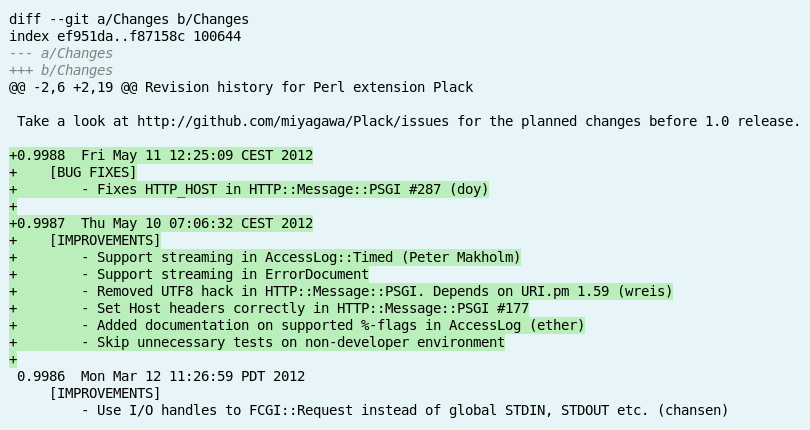 diff --git a/Changes b/Changes
index ef951da..f87158c 100644
--- a/Changes
+++ b/Changes
@@ -2,6 +2,19 @@ Revision history for Perl extension Plack

 Take a look at http://github.com/miyagawa/Plack/issues for the planned changes before 1.0 release.

+0.9988  Fri May 11 12:25:09 CEST 2012
+    [BUG FIXES]
+        - Fixes HTTP_HOST in HTTP::Message::PSGI #287 (doy)
+
+0.9987  Thu May 10 07:06:32 CEST 2012
+    [IMPROVEMENTS]
+        - Support streaming in AccessLog::Timed (Peter Makholm)
+        - Support streaming in ErrorDocument
+        - Removed UTF8 hack in HTTP::Message::PSGI. Depends on URI.pm 1.59 (wreis)
+        - Set Host headers correctly in HTTP::Message::PSGI #177
+        - Added documentation on supported %-flags in AccessLog (ether)
+        - Skip unnecessary tests on non-developer environment
+
 0.9986  Mon Mar 12 11:26:59 PDT 2012
     [IMPROVEMENTS]
         - Use I/O handles to FCGI::Request instead of global STDIN, STDOUT etc. (chansen)